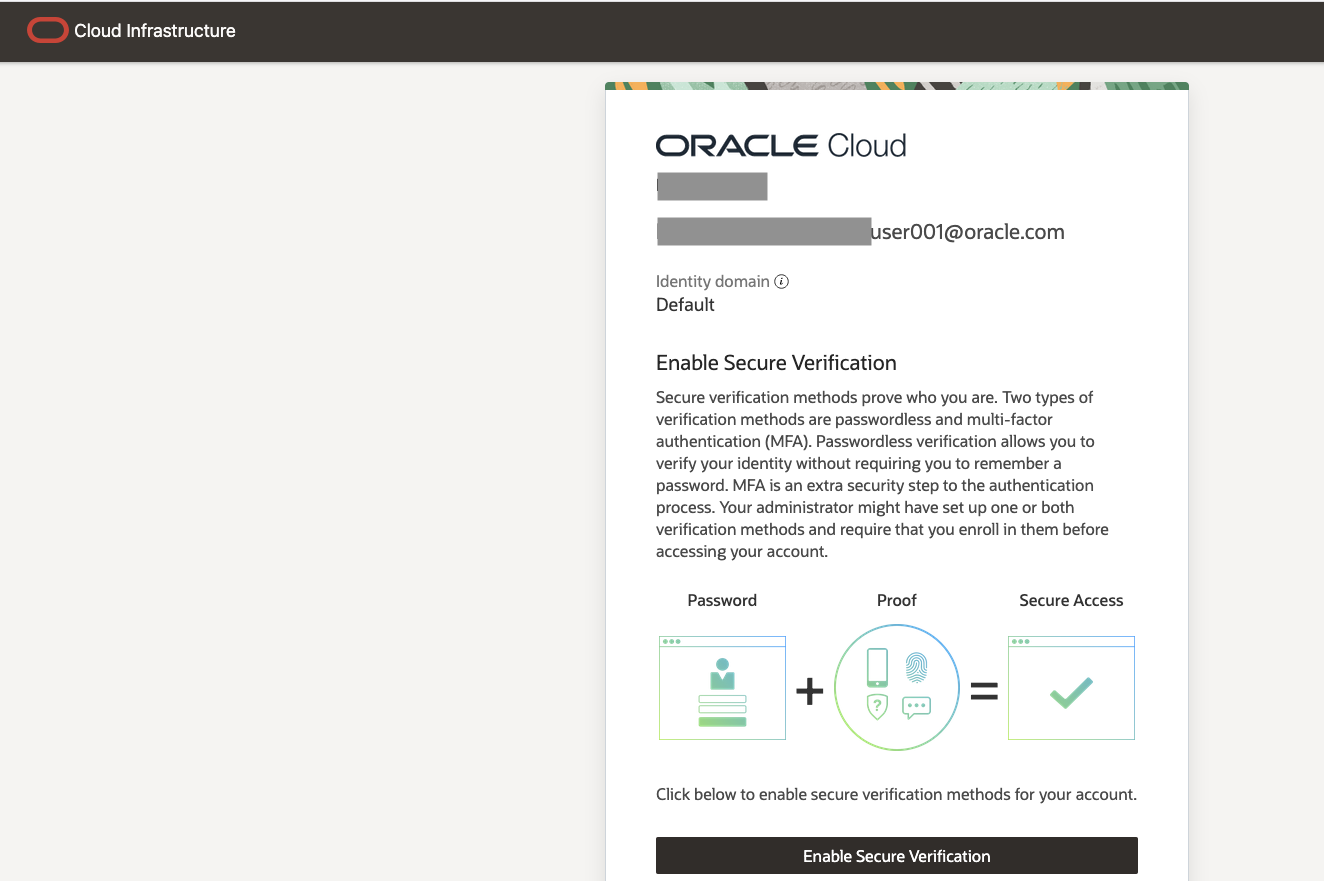 Cloud Infrastructure
ORACLE Cloud
user001@oracle.com
Identity domain
Default
Enable Secure Verification
Secure verification methods prove who you are. Two types of
verification methods are passwordless and multi-factor
authentication (MFA). Passwordless verification allows you to
verify your identity without requiring you to remember a
password. MFA is an extra security step to the authentication
process. Your administrator might have set up one or both
verification methods and require that you enroll in them before
accessing your account.
Password Proof Secure Access
Click below to enable secure verification methods for your account.
Enable Secure Verification